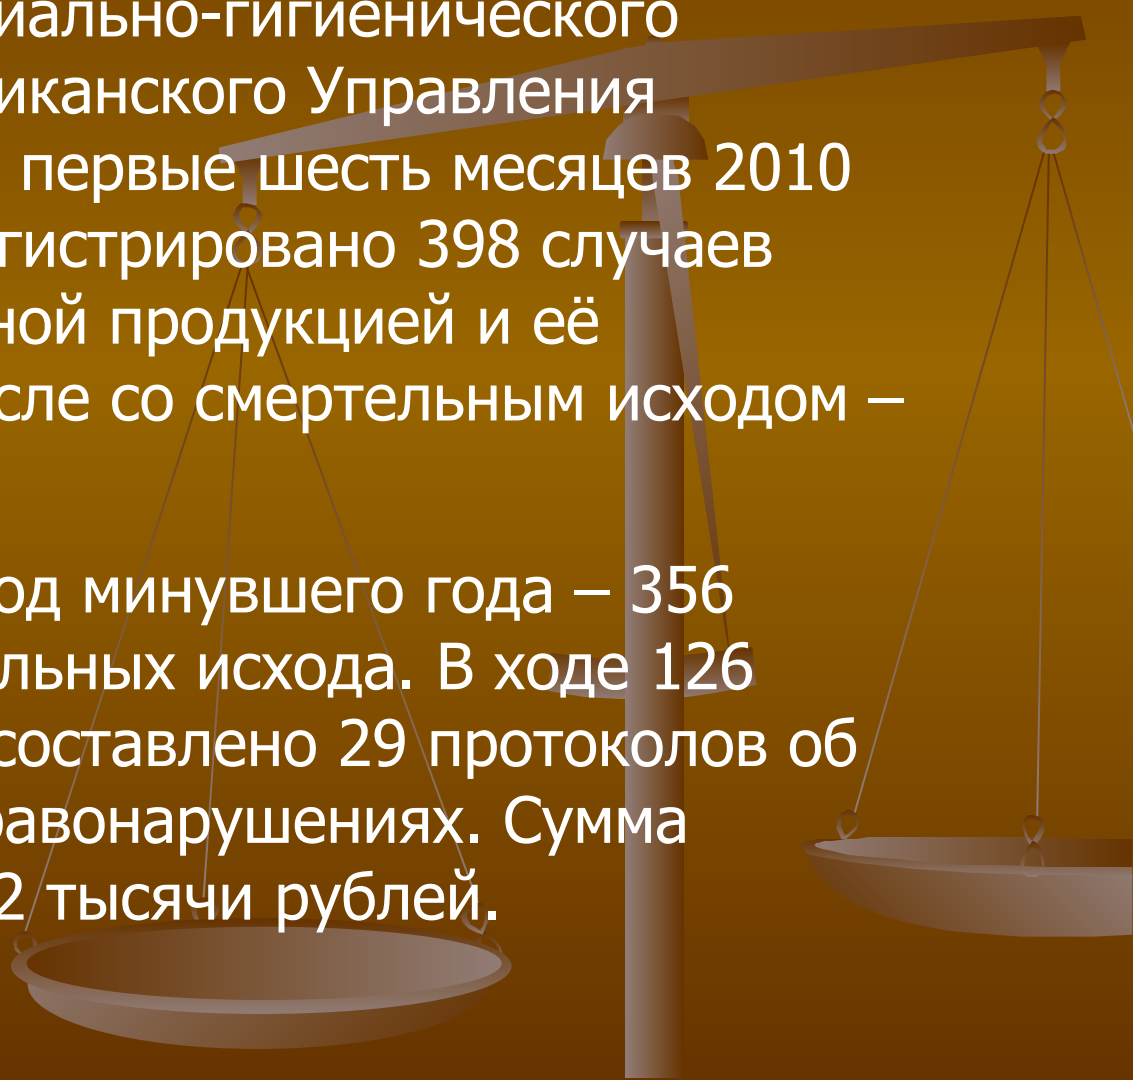 иально-гигиенического
иканского Управления
первые шесть месяцев 2010
гистрировано 398 случаев
ной продукцией и её
сле со смертельным исходом –
од минувшего года – 356
льных исхода. В ходе 126
составлено 29 протоколов об
равонарушениях. Сумма
2 тысячи рублей.